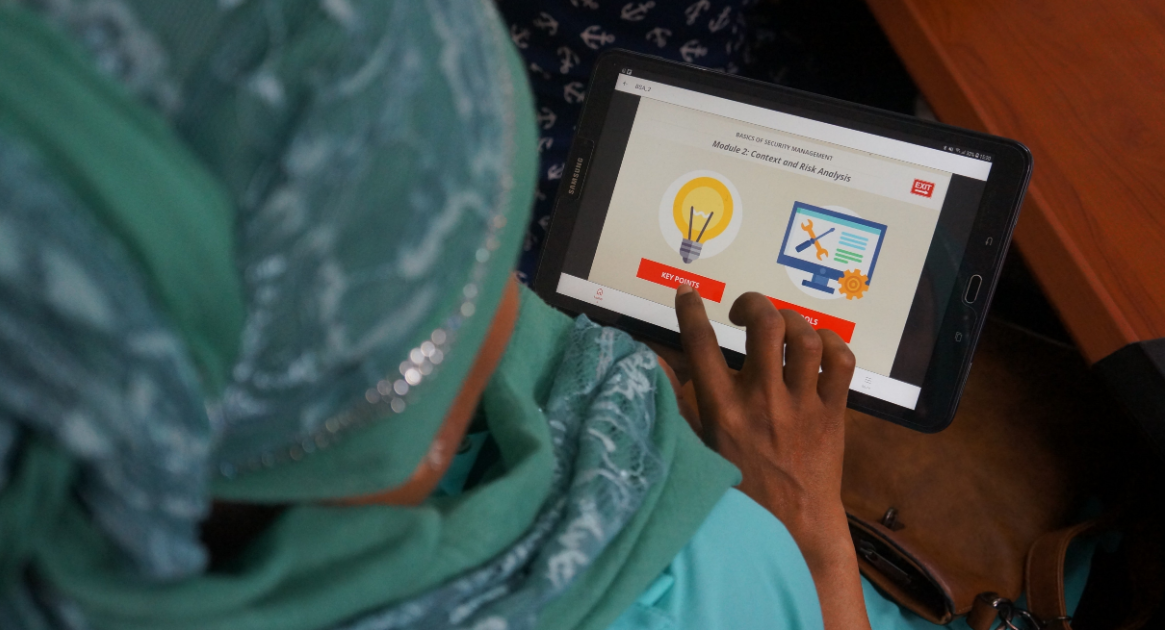 SAMSUNG
BASICS OF SECURITY MANAGEMENT
Module 2: Context and Risk Analysis
EXIT
KEY POINTS